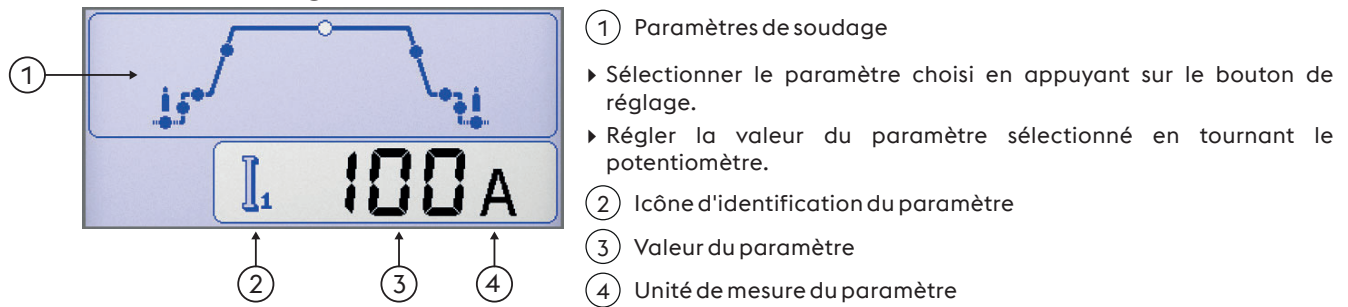 1 Paramètres de soudage
‣ Sélectionner le paramètre choisi en appuyant sur le bouton de
réglage.
‣ Régler la valeur du paramètre sélectionné en tournant le
potentiomètre.
2 Icône d'identification du paramètre
3 Valeur du paramètre
4 Unité de mesure du paramètre
1
I1 100 A
2 3 4